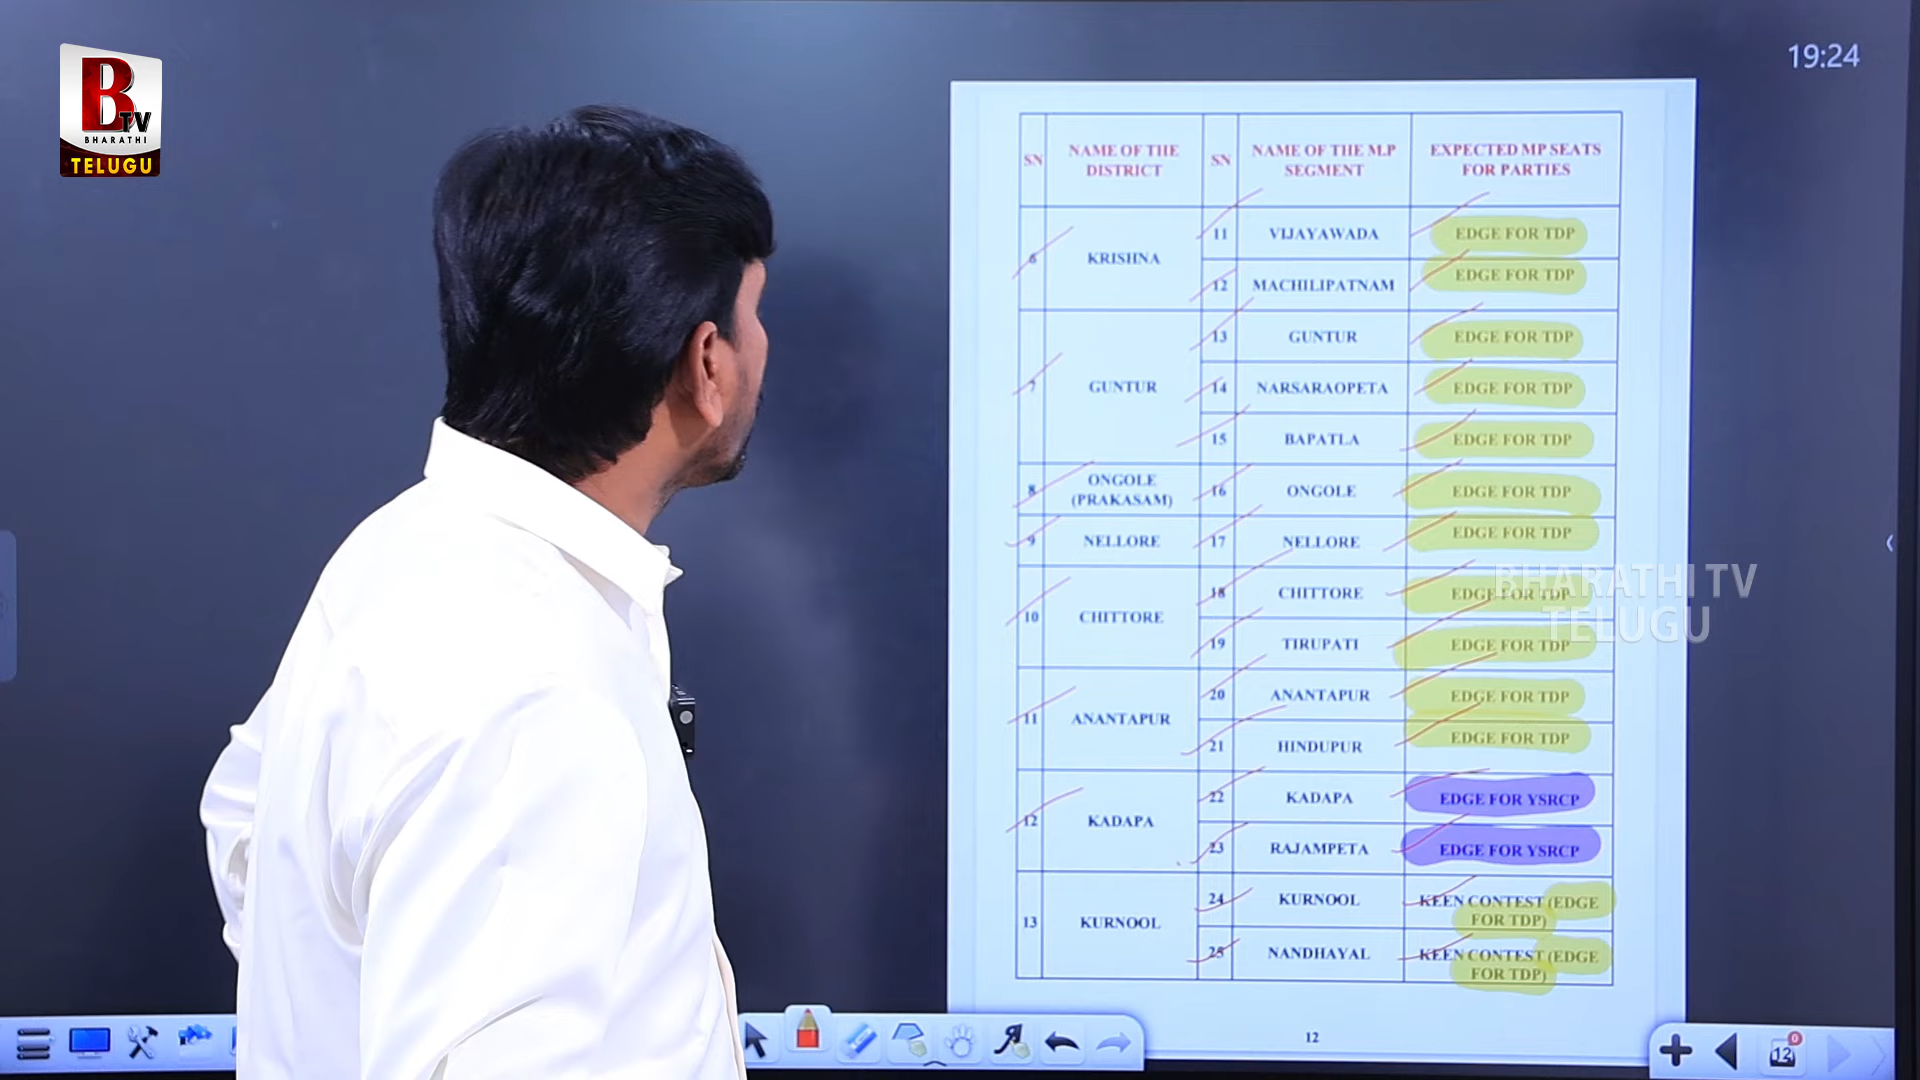 B
TV
BHARATHI
TELUGU
19:24
SN
NAME OF THE
DISTRICT
SN
NAME OF THE M.P
SEGMENT
EXPECTED MP SEATS
FOR PARTIES
6
KRISHNA
11
VIJAYAWADA
EDGE FOR TDP
12
MACHILIPATNAM
EDGE FOR TDP
7
GUNTUR
13
GUNTUR
EDGE FOR TDP
14
NARSARAOPETA
EDGE FOR TDP
15
BAPATLA
EDGE FOR TDP
8
ONGOLE
(PRAKASAM)
16
ONGOLE
EDGE FOR TDP
9
NELLORE
17
NELLORE
EDGE FOR TDP
10
CHITTORE
18
CHITTORE
EDGE FOR TDP
19
TIRUPATI
EDGE FOR TDP
11
ANANTAPUR
20
ANANTAPUR
EDGE FOR TDP
21
HINDUPUR
EDGE FOR TDP
12
KADAPA
22
KADAPA
EDGE FOR YSRCP
23
RAJAMPETA
EDGE FOR YSRCP
13
KURNOOL
24
KURNOOL
KEEN CONTEST (EDGE
FOR TDP)
25
NANDHAYAL
KEEN CONTEST (EDGE
FOR TDP)
BHARATHI TV
TELUGU
12
12
0